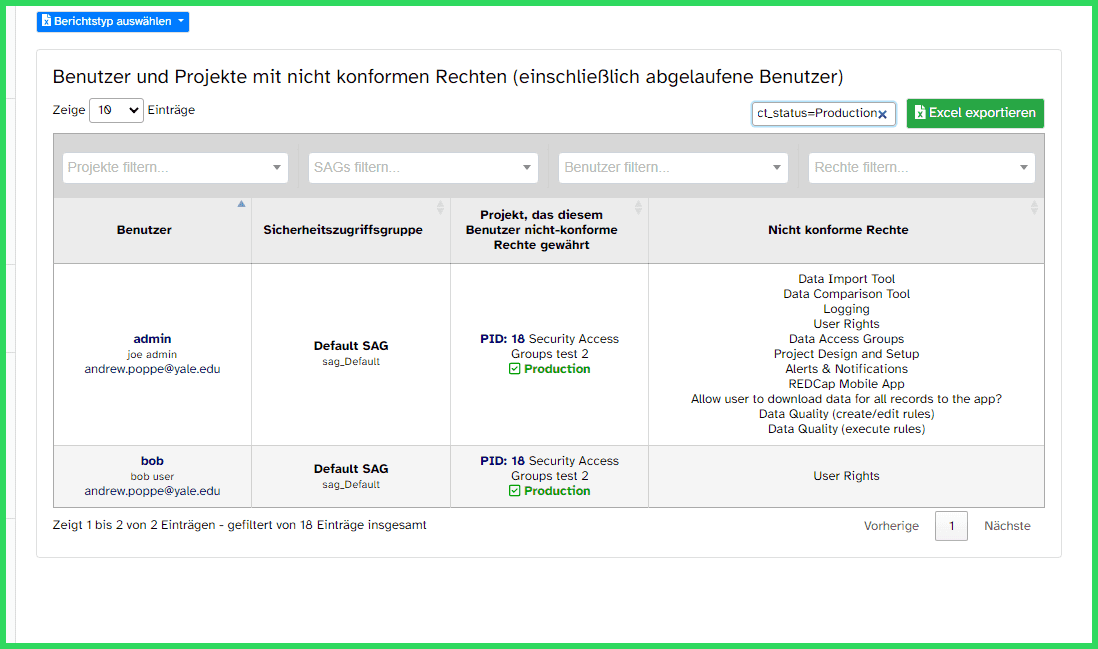 Berichtstyp auswählen
Benutzer und Projekte mit nicht konformen Rechten (einschließlich abgelaufene Benutzer)
Zeige 10 Einträge
ct_status=Production
Excel exportieren
Projekte filtern...
SAGs filtern...
Benutzer filtern...
Rechte filtern...
Benutzer
Sicherheitszugriffsgruppe
Projekt, das diesem
Benutzer nicht-konforme
Rechte gewährt
Nicht konforme Rechte
admin
joe admin
andrew.poppe@yale.edu
Default SAG
sag_Default
PID: 18 Security Access
Groups test 2
Production
Data Import Tool
Data Comparison Tool
Logging
User Rights
Data Access Groups
Project Design and Setup
Alerts & Notifications
REDCap Mobile App
Allow user to download data for all records to the app?
Data Quality (create/edit rules)
Data Quality (execute rules)
bob
bob user
andrew.poppe@yale.edu
Default SAG
sag_Default
PID: 18 Security Access
Groups test 2
Production
User Rights
Zeigt 1 bis 2 von 2 Einträgen - gefiltert von 18 Einträge insgesamt
Vorherige 1 Nächste